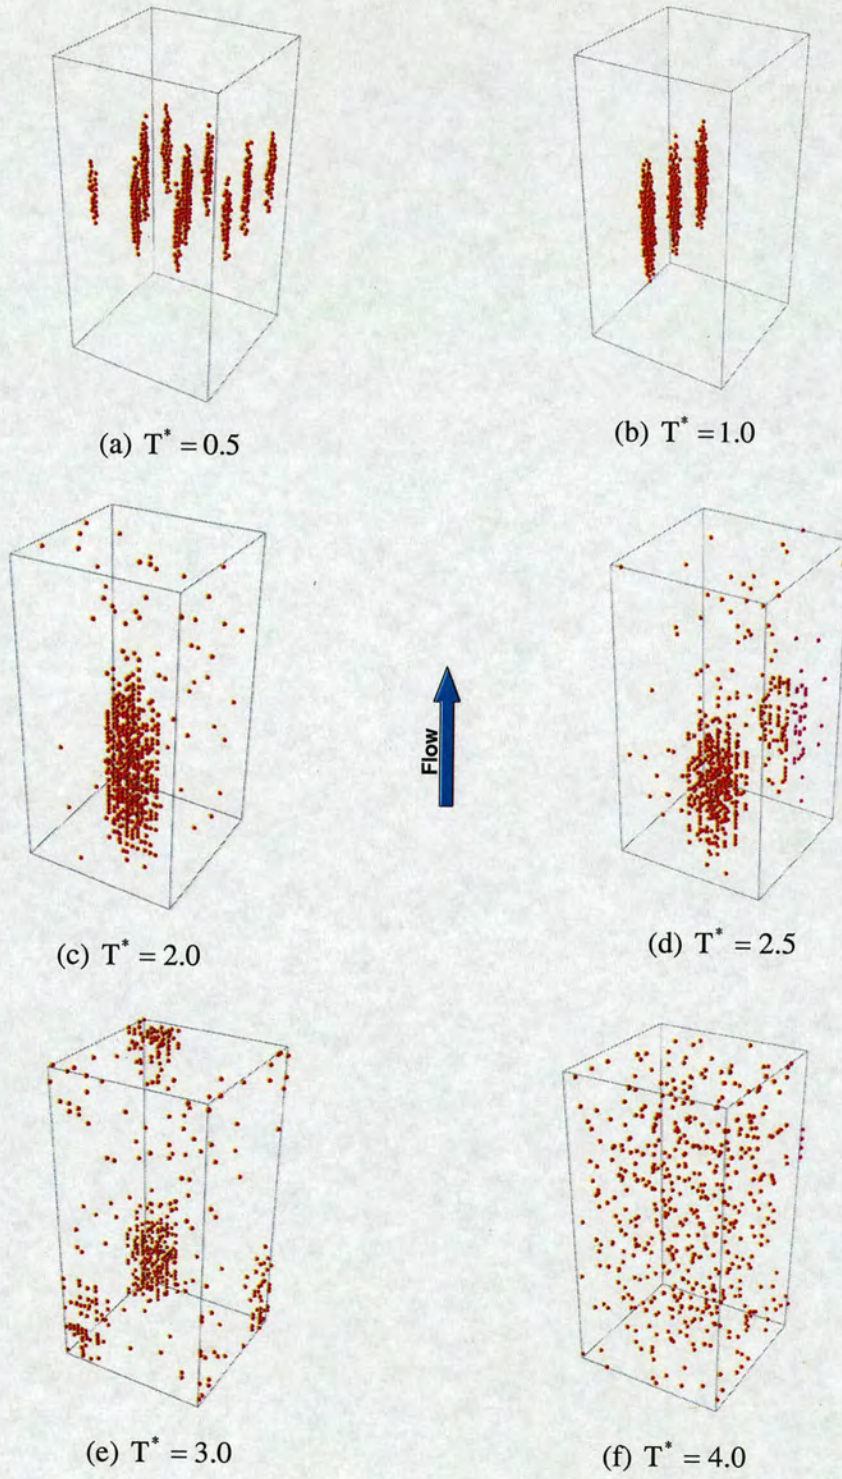 (a) T* = 0.5
(b) T* = 1.0
Flow
(c) T* = 2.0
(d) T* = 2.5
(e) T* = 3.0
(f) T* = 4.0